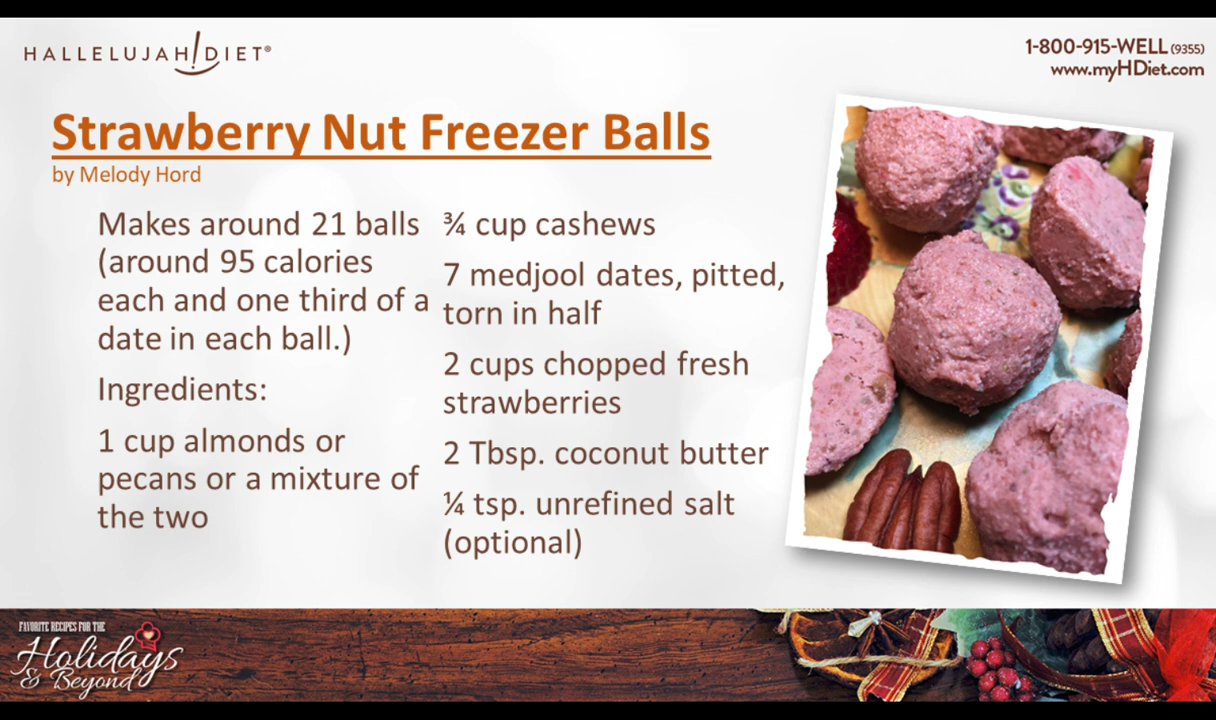 HALLELUJAH DIET®
1-800-915-WELL (9355)
www.myHDiet.com
Strawberry Nut Freezer Balls
by Melody Hord
Makes around 21 balls
(around 95 calories
each and one third of a
date in each ball.)
Ingredients:
1 cup almonds or
pecans or a mixture of
the two
¾ cup cashews
7 medjool dates, pitted,
torn in half
2 cups chopped fresh
strawberries
2 Tbsp. coconut butter
¼ tsp. unrefined salt
(optional)
FAVORITE RECIPES FOR THE
Holidays
& Beyond